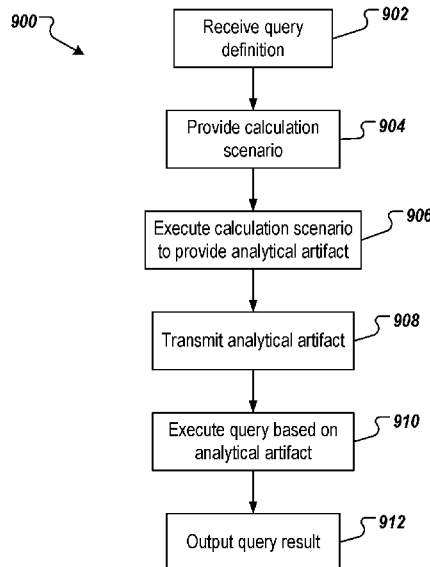 900
Receive query
definition
902
Provide calculation
scenario
904
Execute calculation scenario
to provide analytical artifact
906
Transmit analytical artifact
908
Execute query based on
analytical artifact
910
Output query result
912